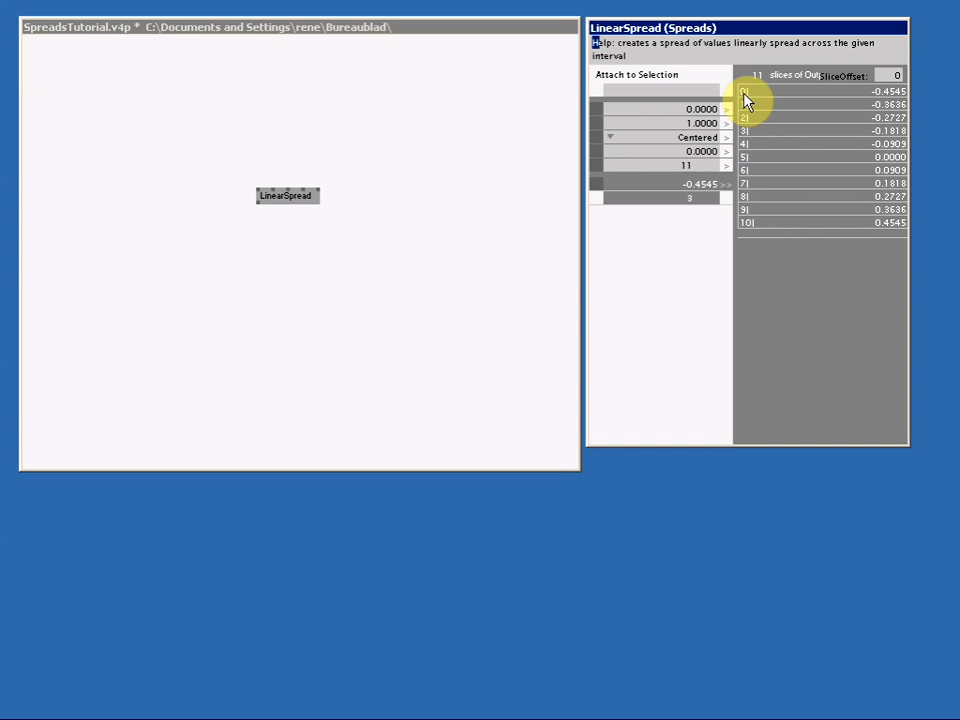 SpreadsTutorial.v4p * C:\Documents and Settings\rene\Bureaublad\
LinearSpread
LinearSpread (Spreads)
Help: creates a spread of values linearly spread across the given
interval
Attach to Selection
0.0000 >
1.0000 >
Centered >
0.0000 >
11 >
-0.4545 >>
3
11 slices of Out SliceOffset: 0
0| -0.4545
1| -0.3636
2| -0.2727
3| -0.1818
4| -0.0909
5| 0.0000
6| 0.0909
7| 0.1818
8| 0.2727
9| 0.3636
10| 0.4545